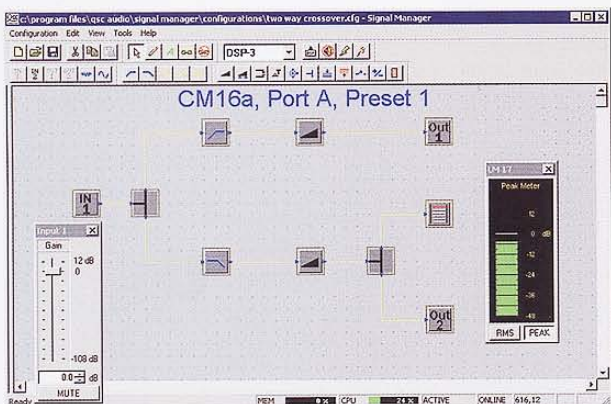 c:\program files\qsc audio\signal manager\configurations\two way crossover.cfg - Signal Manager
Configuration Edit View Tools Help
DSP-3
CM16a, Port A, Preset 1
Out 1
IN 1
Input 1
Gain
12 dB
0
-108 dB
0.0 dB
MUTE
Out 2
Peak Meter
12
0 dB
-12
-24
-36
-48
RMS PEAK
Ready
MEM 0 % CPU 24 % ACTIVE ONLINE 616,12